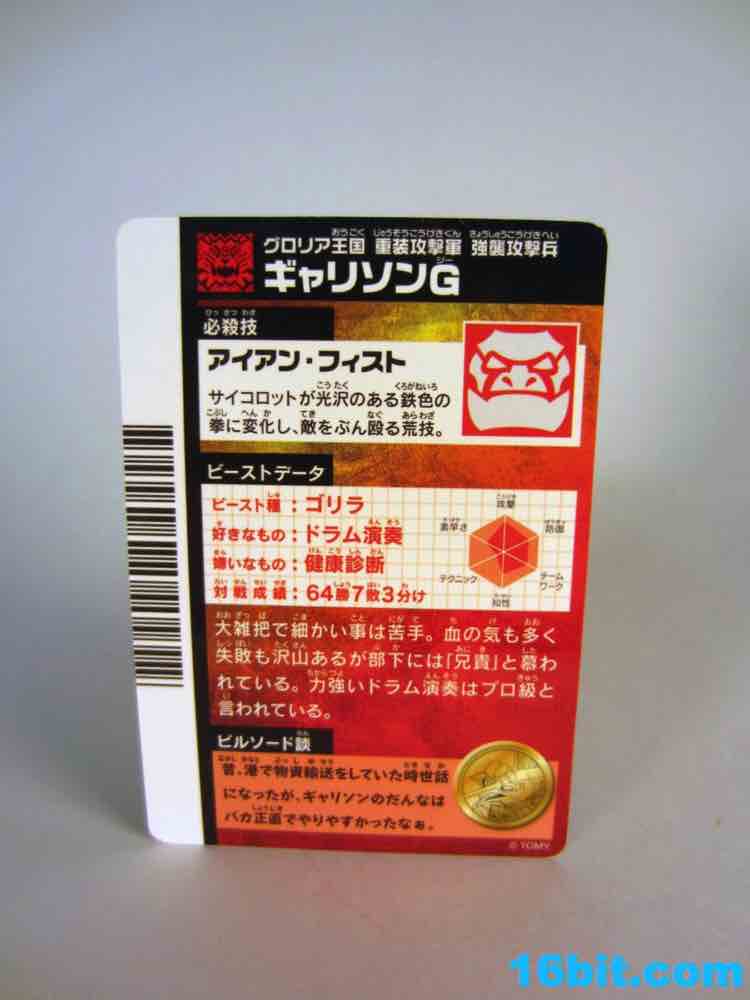 グロリア王国 重装攻撃軍 強襲攻撃兵
ギャリソンG
必殺技
アイアン・フィスト
サイコロットが光沢のある鉄色の
拳に変化し、敵をぶん殴る荒技。
ビーストデータ
ビースト種：ゴリラ
好きなもの：ドラム演奏
嫌いなもの：健康診断
対戦成績：64勝7敗3分け
攻撃
防御
チームワーク
知性
テクニック
素早さ
大雑把で細かい事は苦手。血の気も多く
失敗も沢山あるが部下には「兄貴」と慕わ
れている。力強いドラム演奏はプロ級と
言われている。
ビルソード談
昔、港で物資輸送をしていた時世話
になったが、ギャリソンのだんなは
バカ正直でやりやすかったなぁ。
© TOMY
16bit.com